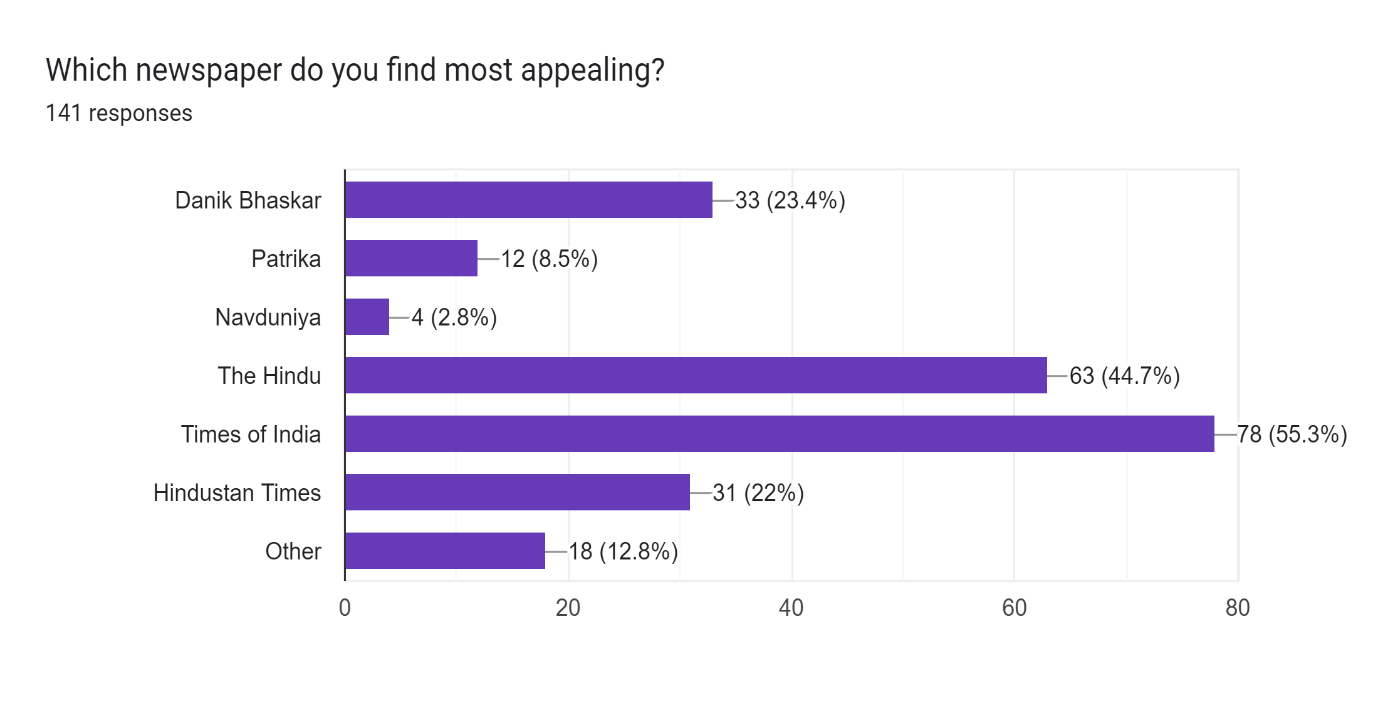 Which newspaper do you find most appealing?
141 responses
Danik Bhaskar 33 (23.4%)
Patrika 12 (8.5%)
Navduniya 4 (2.8%)
The Hindu 63 (44.7%)
Times of India 78 (55.3%)
Hindustan Times 31 (22%)
Other 18 (12.8%)
0 20 40 60 80